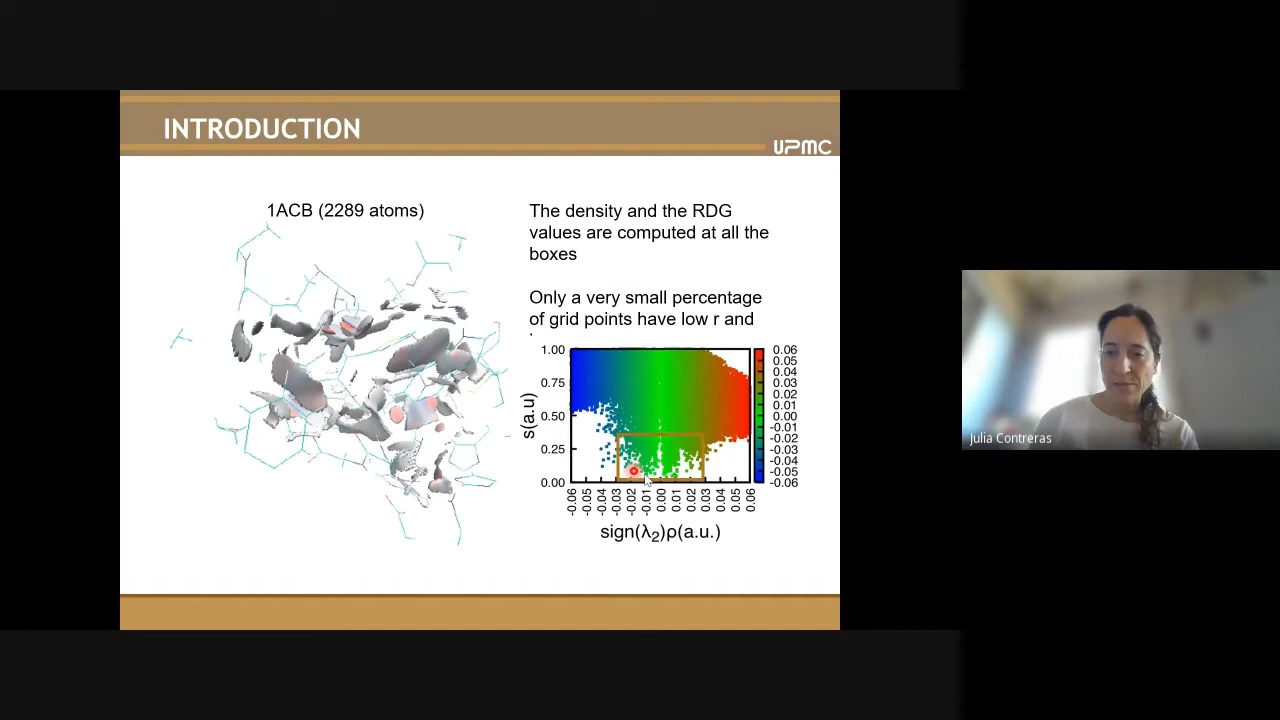 INTRODUCTION
UPMC
1ACB (2289 atoms)
The density and the RDG
values are computed at all the
boxes
Only a very small percentage
of grid points have low r and
s(a.u)
1.00
0.75
0.50
0.25
0.00
-0.06
-0.05
-0.04
-0.03
-0.02
-0.01
0.00
0.01
0.02
0.03
0.04
0.05
0.06
sign(λ₂)ρ(a.u.)
0.06
0.05
0.04
0.03
0.02
0.01
0.00
-0.01
-0.02
-0.03
-0.04
-0.05
-0.06
Julia Contreras